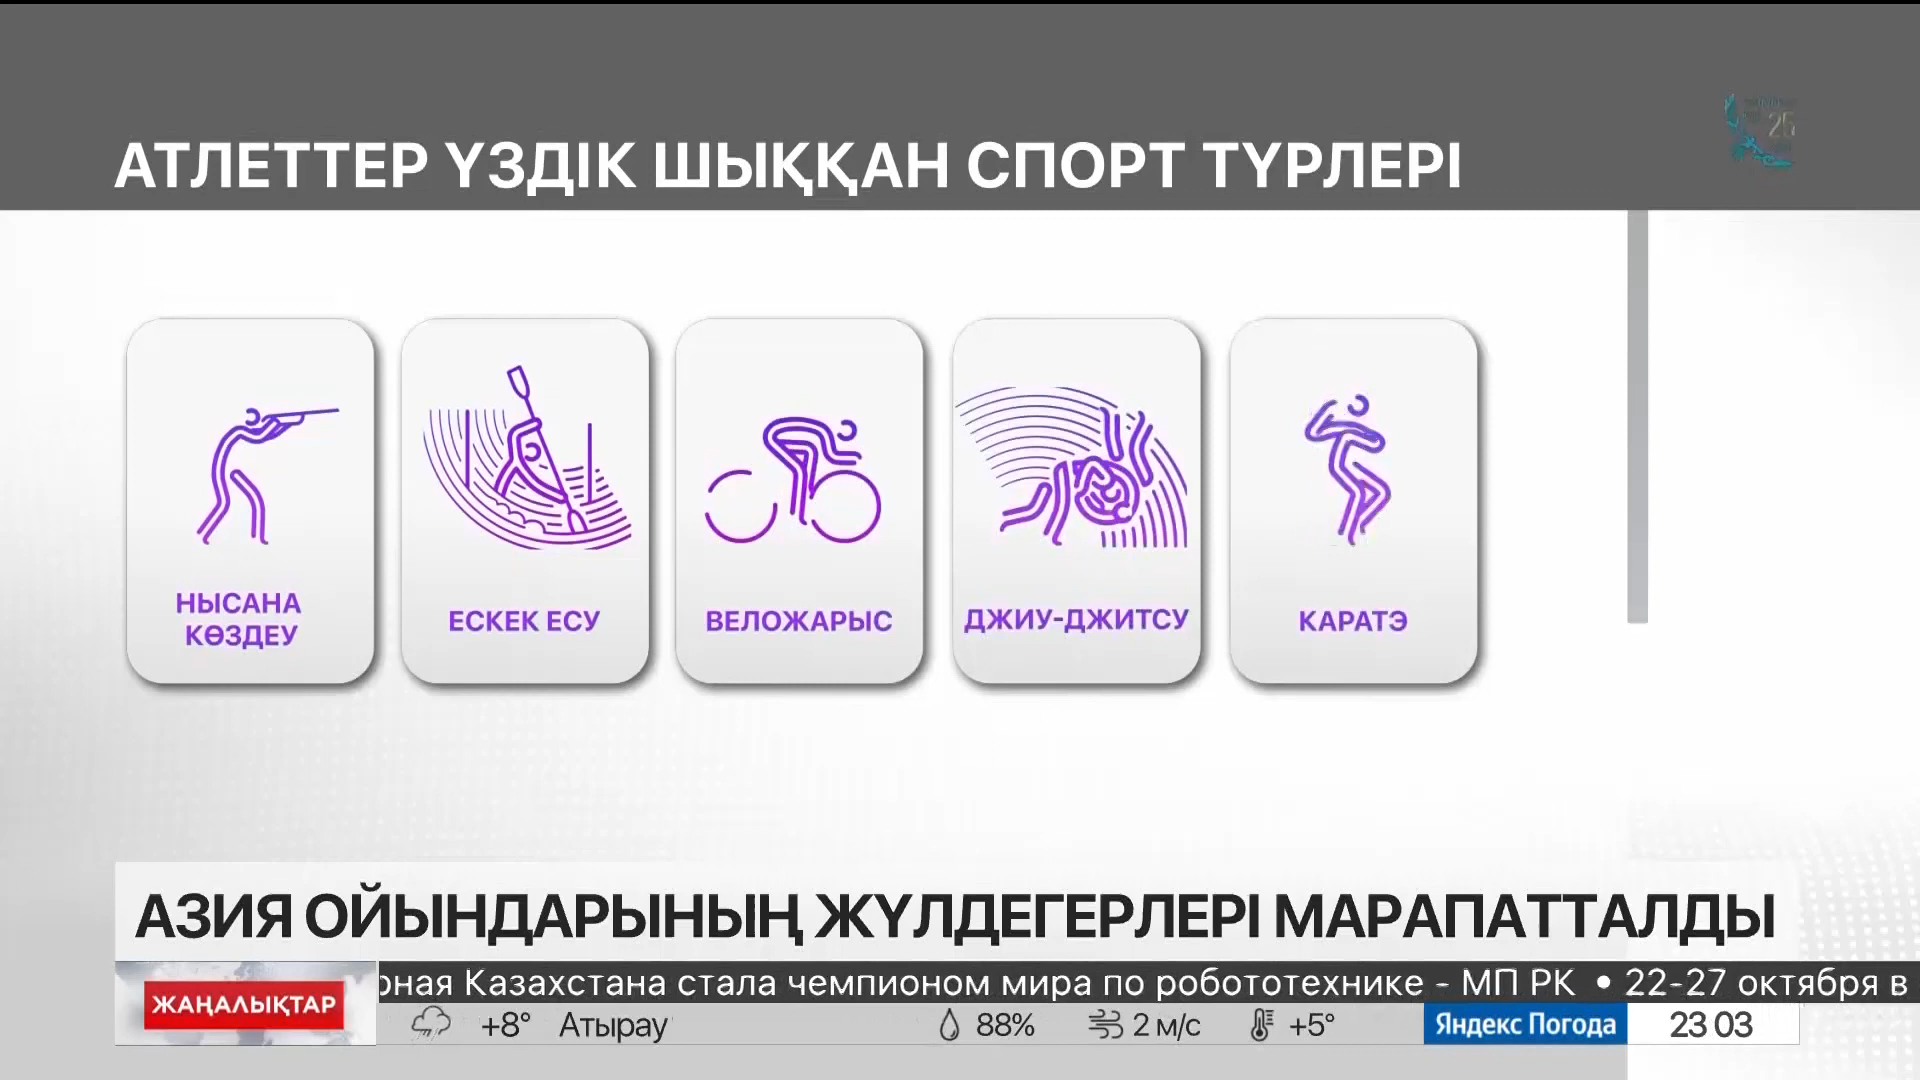 АТЛЕТТЕР ҮЗДІК ШЫҚҚАН СПОРТ ТҮРЛЕРІ
25
НЫСАНА
КӨЗДЕУ
ЕСКЕК ЕСУ
ВЕЛОЖАРЫС
ДЖИУ-ДЖИТСУ
КАРАТЭ
АЗИЯ ОЙЫНДАРЫНЫҢ ЖҮЛДЕГЕРЛЕРІ МАРАПАТТАЛДЫ
ЖАҢАЛЫҚТАР
рная Казахстана стала чемпионом мира по робототехнике - МП РК • 22-27 октября в
+8° Атырау 88% 2 м/с +5° Яндекс Погода 23 03